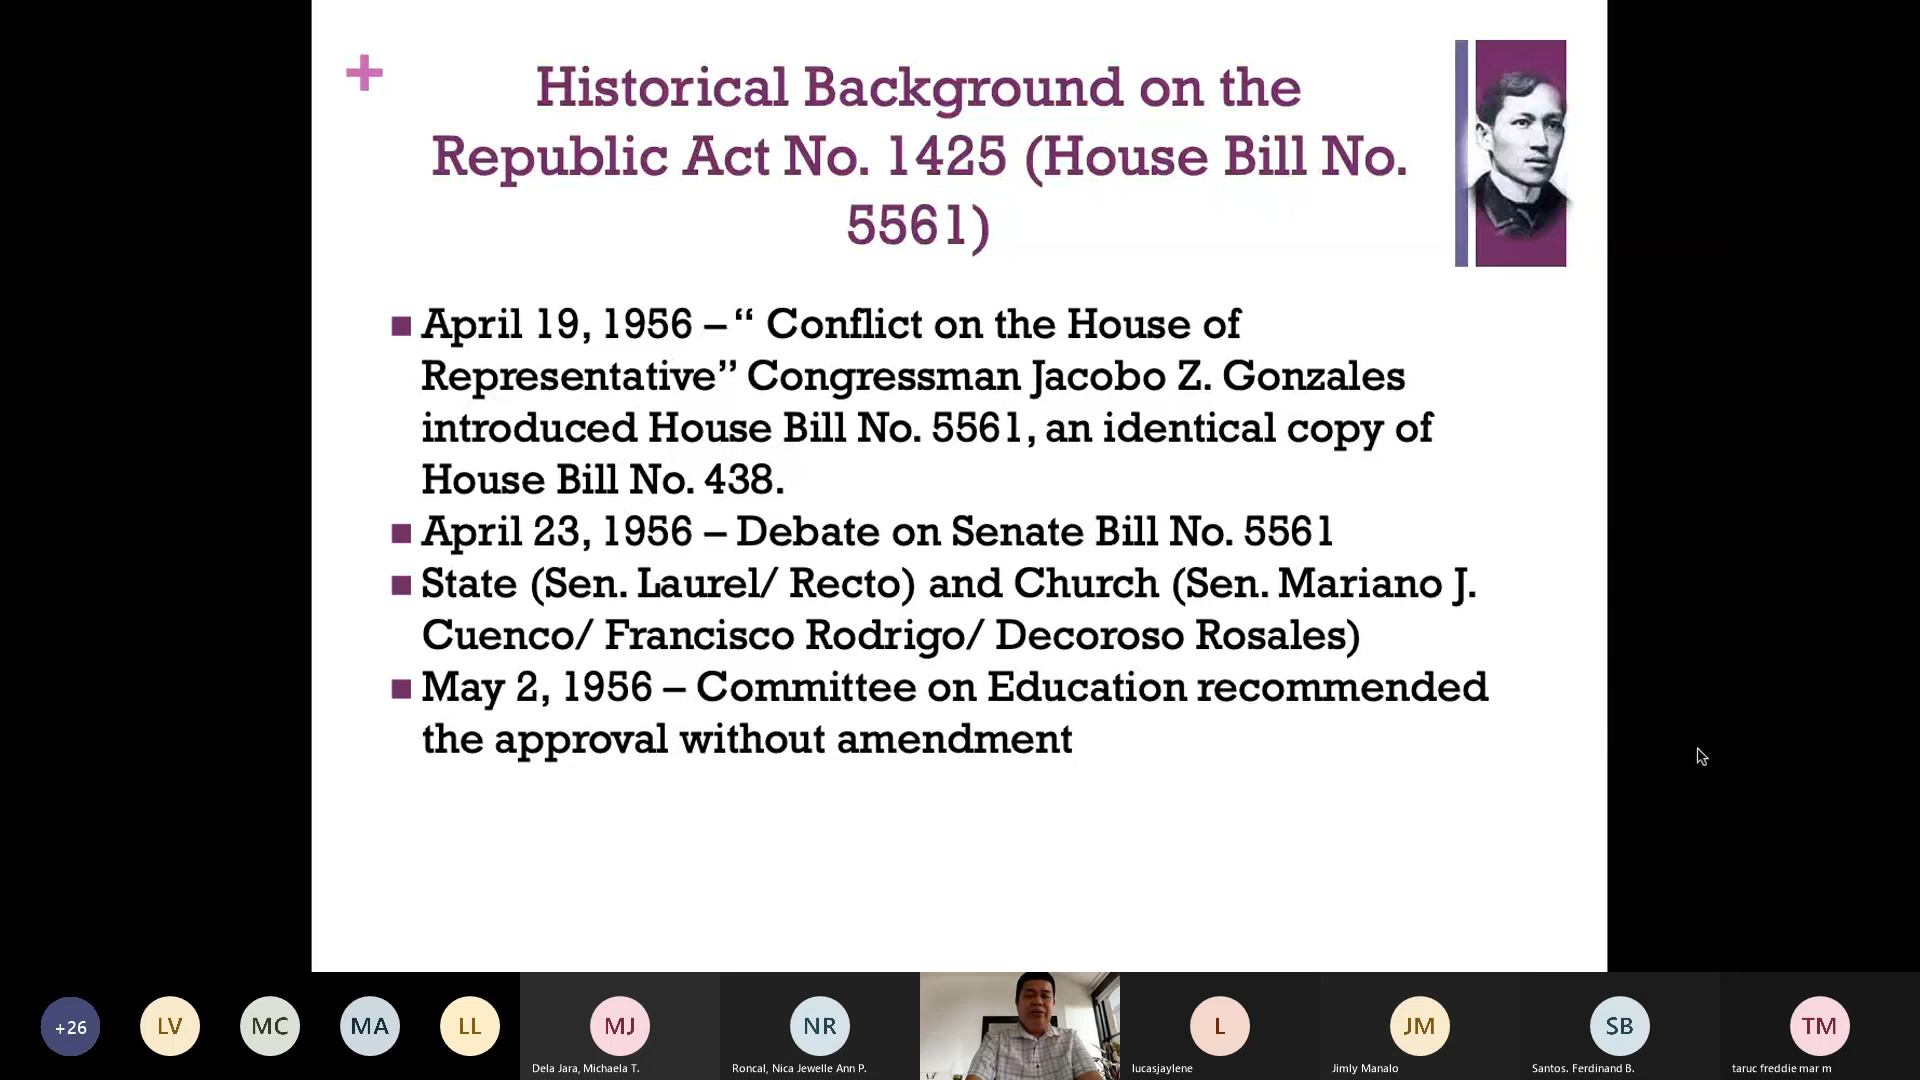 Historical Background on the
Republic Act No. 1425 (House Bill No.
5561)
April 19, 1956 – “ Conflict on the House of
Representative” Congressman Jacobo Z. Gonzales
introduced House Bill No. 5561, an identical copy of
House Bill No. 438.
April 23, 1956 – Debate on Senate Bill No. 5561
State (Sen. Laurel/ Recto) and Church (Sen. Mariano J.
Cuenco/ Francisco Rodrigo/ Decoroso Rosales)
May 2, 1956 – Committee on Education recommended
the approval without amendment
+26
LV
MC
MA
LL
MJ
Dela Jara, Michaela T.
NR
Roncal, Nica Jewelle Ann P.
L
lucasjaylene
JM
Jimly Manalo
SB
Santos. Ferdinand B.
TM
taruc freddie mar m